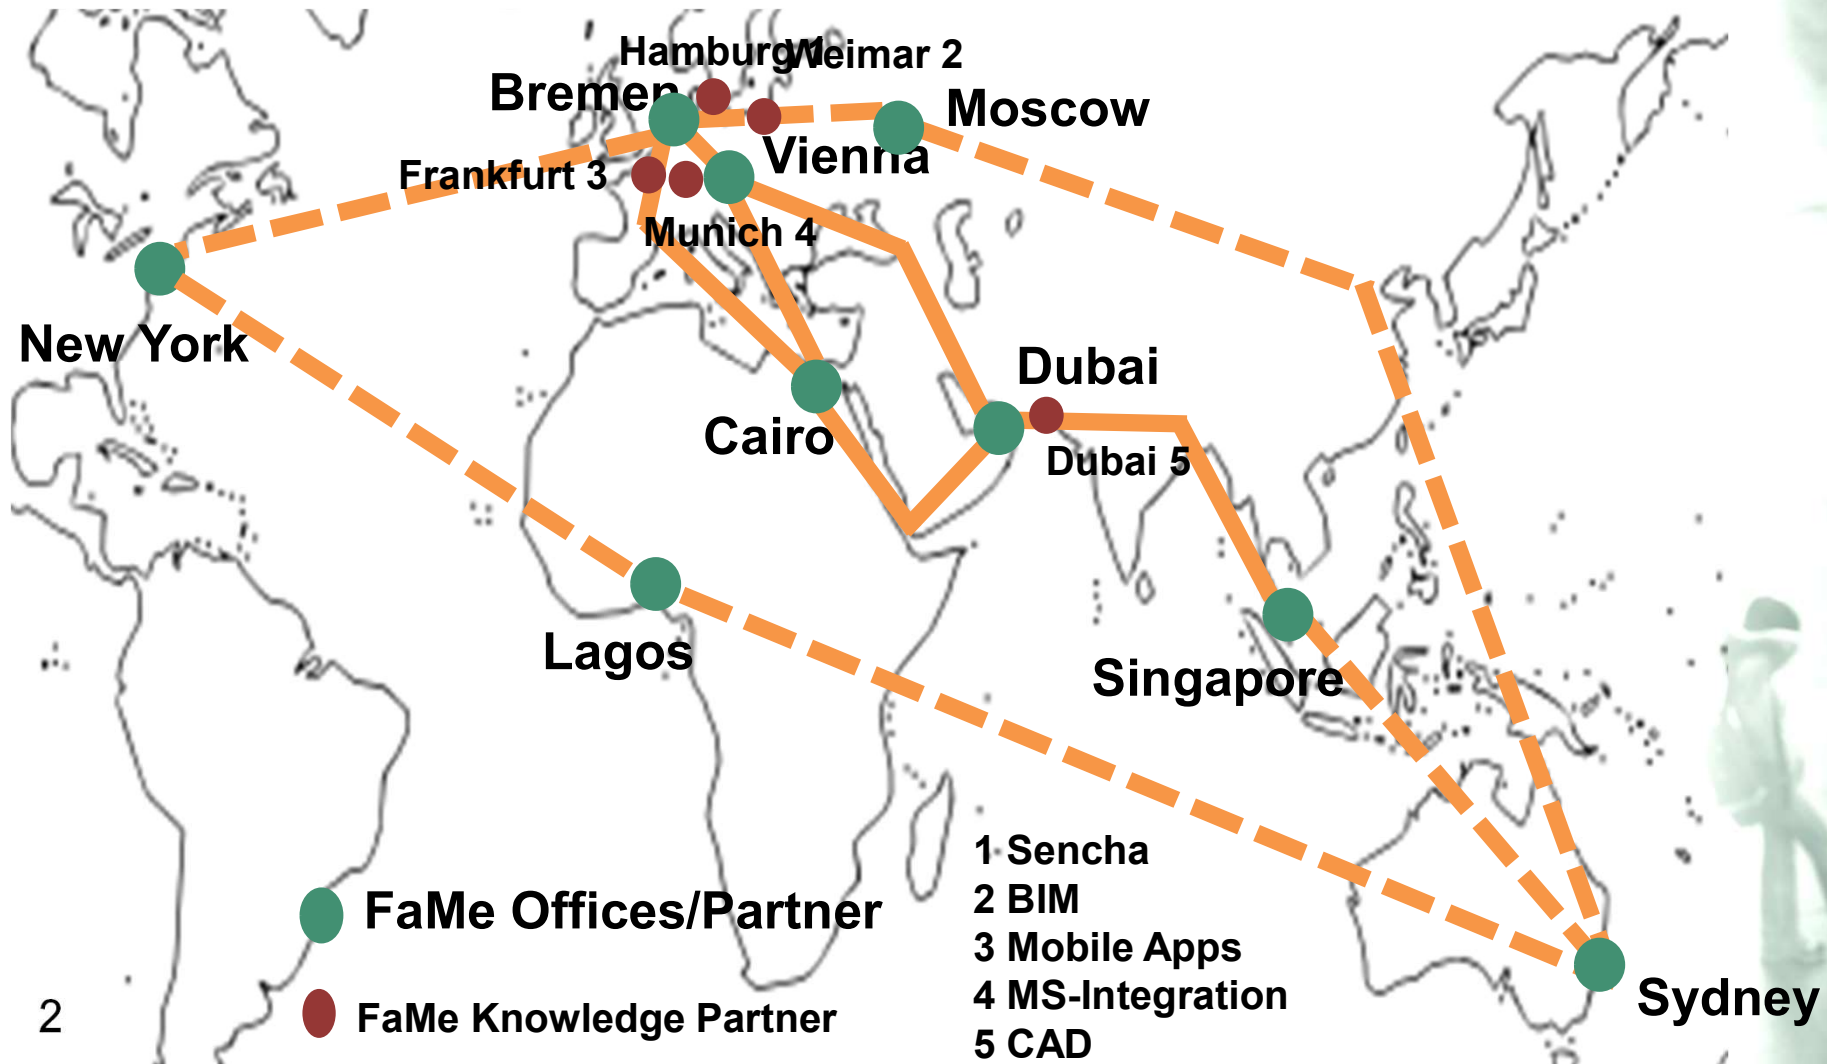 Hamburg 1
Weimar 2
Bremen
Moscow
Vienna
Frankfurt 3
Munich 4
New York
Dubai
Cairo
Dubai 5
Lagos
Singapore
1 Sencha
2 BIM
3 Mobile Apps
4 MS-Integration
5 CAD
FaMe Offices/Partner
FaMe Knowledge Partner
Sydney
2